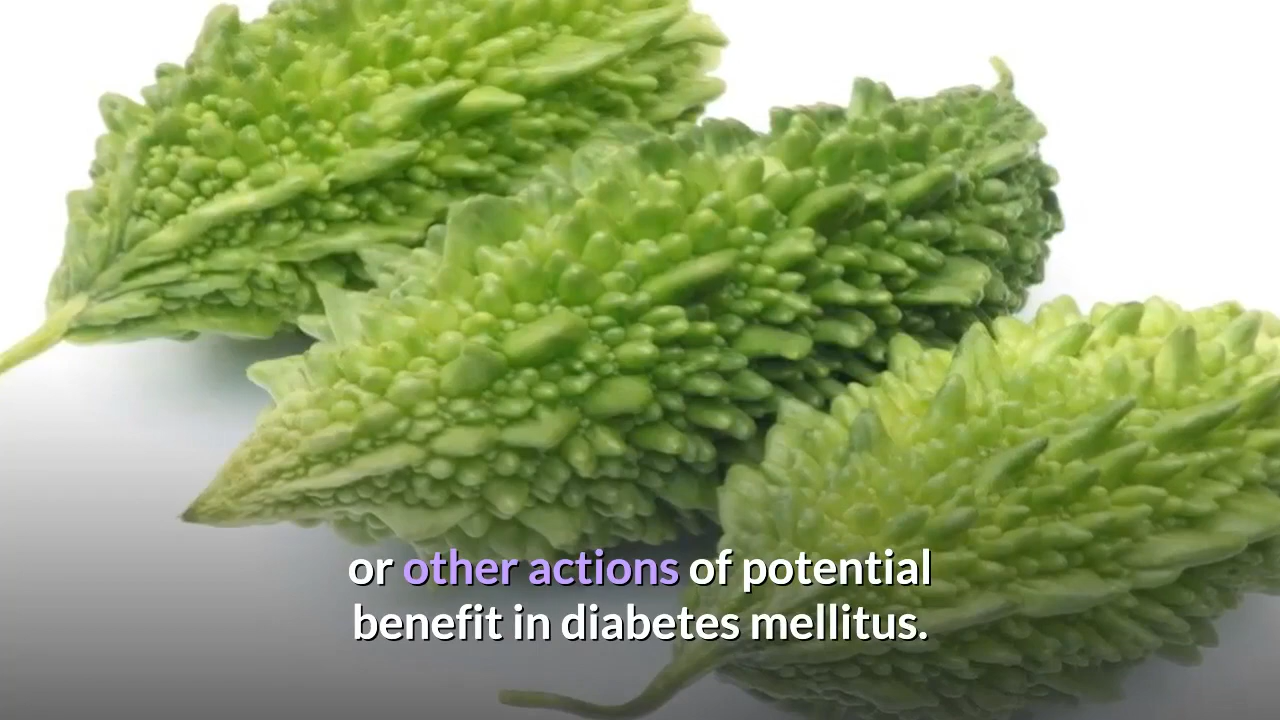 or other actions of potential
benefit in diabetes mellitus.